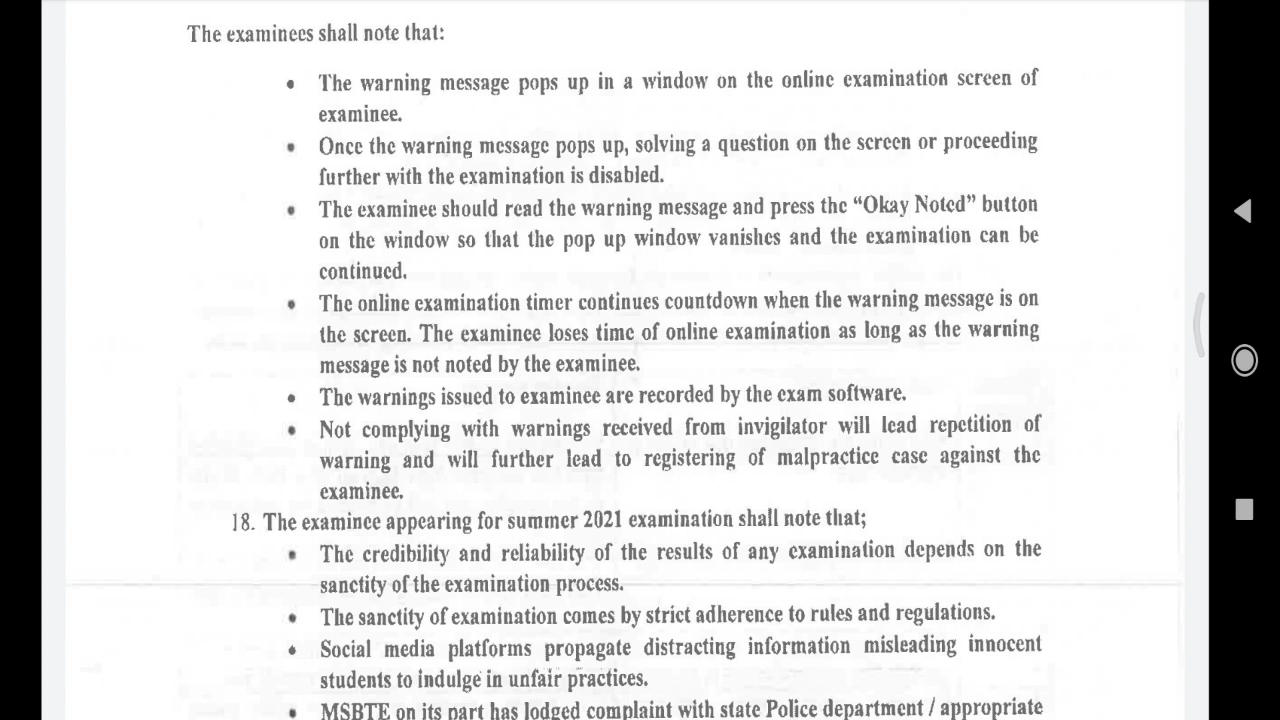 The examinees shall note that:
• The warning message pops up in a window on the online examination screen of
examinee.
• Once the warning message pops up, solving a question on the screen or proceeding
further with the examination is disabled.
• The examinee should read the warning message and press the “Okay Noted” button
on the window so that the pop up window vanishes and the examination can be
continued.
• The online examination timer continues countdown when the warning message is on
the screen. The examinee loses time of online examination as long as the warning
message is not noted by the examinee.
• The warnings issued to examinee are recorded by the exam software.
• Not complying with warnings received from invigilator will lead repetition of
warning and will further lead to registering of malpractice case against the
examinee.
18. The examinee appearing for summer 2021 examination shall note that;
• The credibility and reliability of the results of any examination depends on the
sanctity of the examination process.
• The sanctity of examination comes by strict adherence to rules and regulations.
• Social media platforms propagate distracting information misleading innocent
students to indulge in unfair practices.
• MSBTE on its part has lodged complaint with state Police department / appropriate